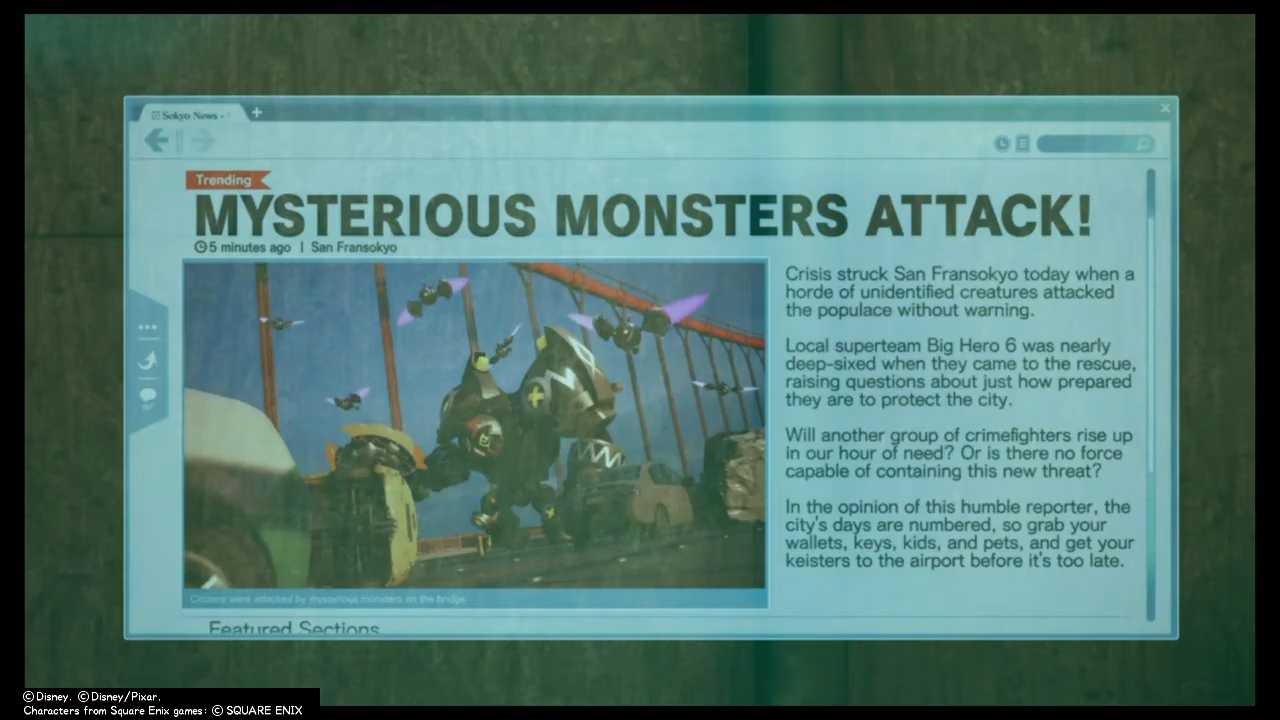 Sokyo News -
Trending
MYSTERIOUS MONSTERS ATTACK!
5 minutes ago | San Fransokyo
Crisis struck San Fransokyo today when a
horde of unidentified creatures attacked
the populace without warning.
Local superteam Big Hero 6 was nearly
deep-sixed when they came to the rescue,
raising questions about just how prepared
they are to protect the city.
Will another group of crimefighters rise up
in our hour of need? Or is there no force
capable of containing this new threat?
In the opinion of this humble reporter, the
city's days are numbered, so grab your
wallets, keys, kids, and pets, and get your
keisters to the airport before it's too late.
Citizens were attacked by mysterious monsters on the bridge.
Featured Sections
© Disney. © Disney/Pixar.
Characters from Square Enix games: © SQUARE ENIX